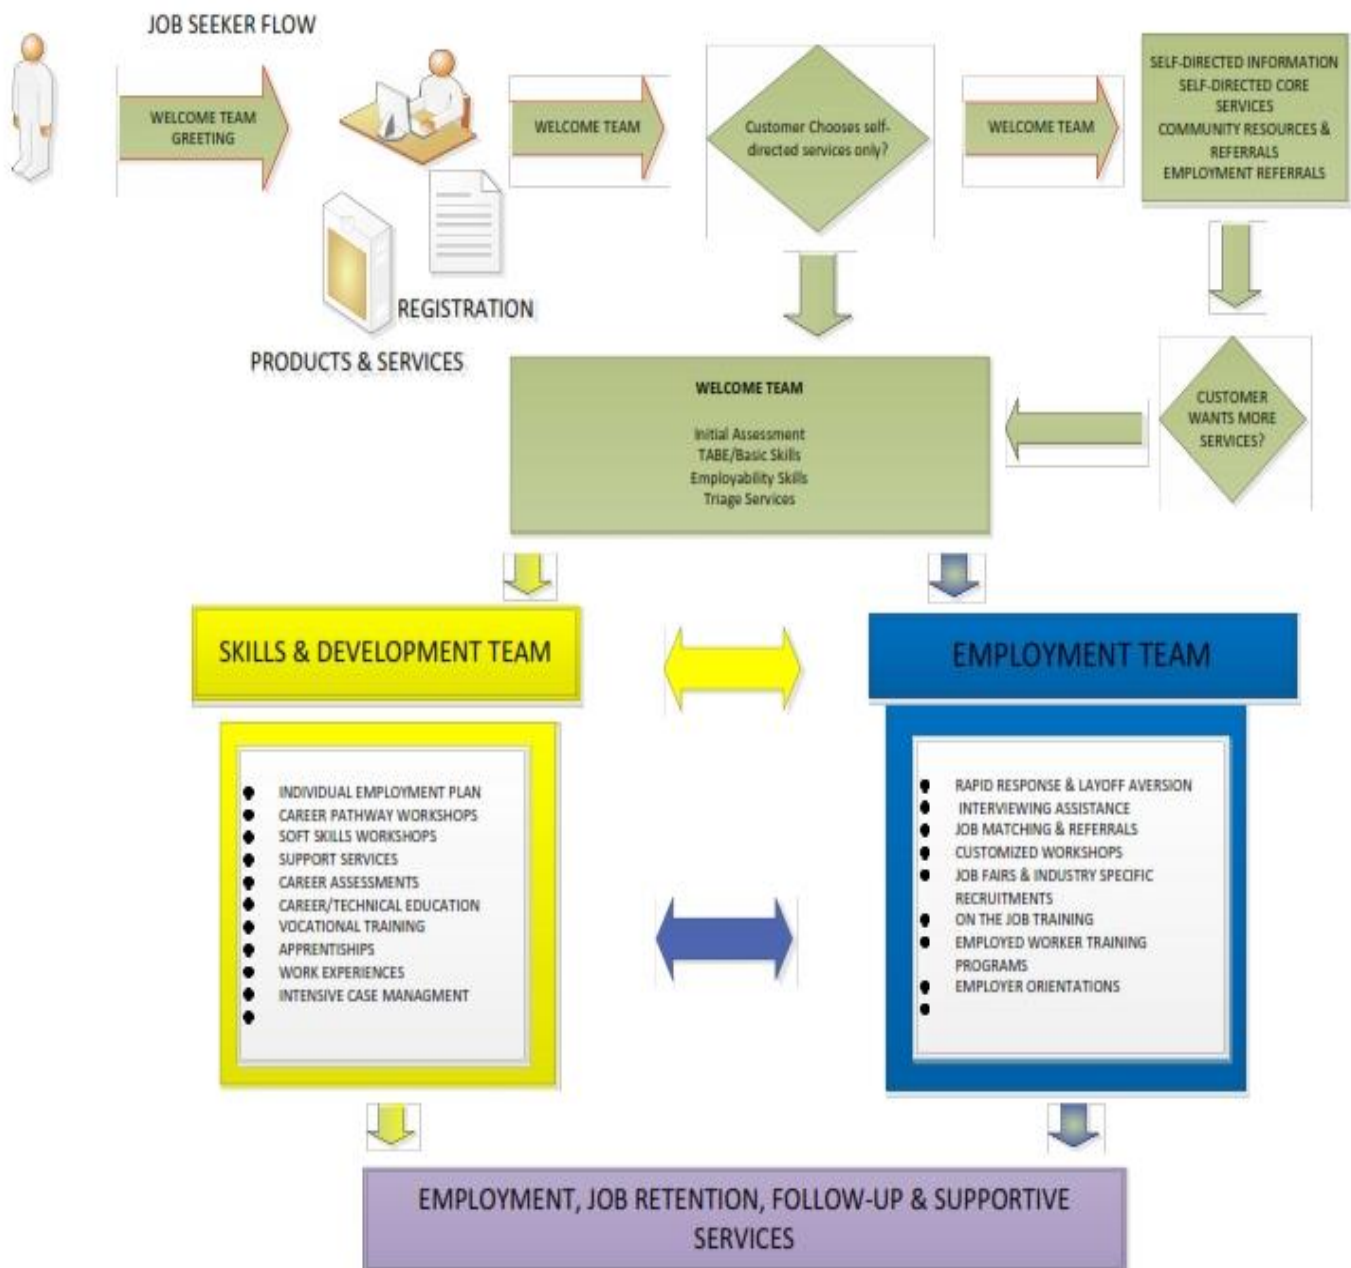 JOB SEEKER FLOW
WELCOME TEAM
GREETING
WELCOME TEAM
Customer Chooses self-
directed services only?
WELCOME TEAM
SELF-DIRECTED INFORMATION
SELF-DIRECTED CORE
SERVICES
COMMUNITY RESOURCES &
REFERRALS
EMPLOYMENT REFERRALS
REGISTRATION
PRODUCTS & SERVICES
CUSTOMER
WANTS MORE
SERVICES?
WELCOME TEAM
Initial Assessment
TABE/Basic Skills
Employability Skills
Triage Services
SKILLS & DEVELOPMENT TEAM
EMPLOYMENT TEAM
INDIVIDUAL EMPLOYMENT PLAN
CAREER PATHWAY WORKSHOPS
SOFT SKILLS WORKSHOPS
SUPPORT SERVICES
CAREER ASSESSMENTS
CAREER/TECHNICAL EDUCATION
VOCATIONAL TRAINING
APPRENTISHIPS
WORK EXPERIENCES
INTENSIVE CASE MANAGMENT
RAPID RESPONSE & LAYOFF AVERSION
INTERVIEWING ASSISTANCE
JOB MATCHING & REFERRALS
CUSTOMIZED WORKSHOPS
JOB FAIRS & INDUSTRY SPECIFIC
RECRUITMENTS
ON THE JOB TRAINING
EMPLOYED WORKER TRAINING
PROGRAMS
EMPLOYER ORIENTATIONS
EMPLOYMENT, JOB RETENTION, FOLLOW-UP & SUPPORTIVE
SERVICES